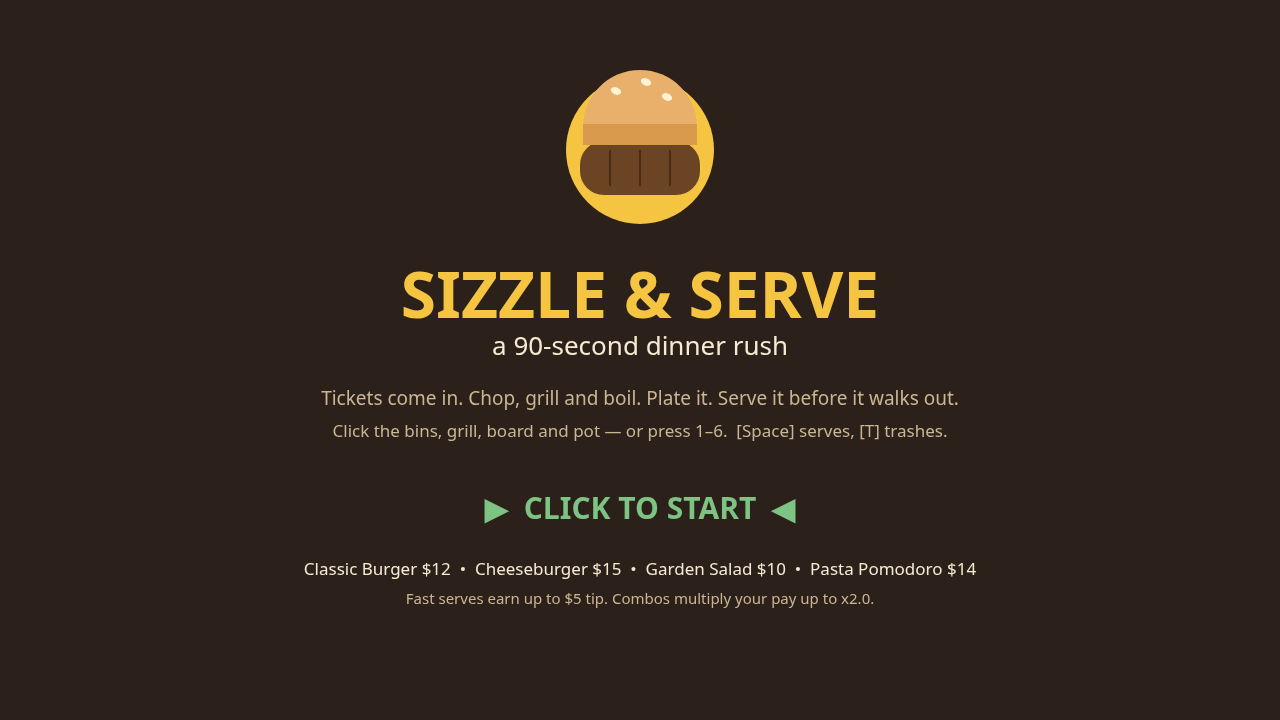 SIZZLE & SERVE
a 90-second dinner rush
Tickets come in. Chop, grill and boil. Plate it. Serve it before it walks out.
Click the bins, grill, board and pot — or press 1–6.  [Space] serves, [T] trashes.
▶ CLICK TO START ◀
Classic Burger $12 • Cheeseburger $15 • Garden Salad $10 • Pasta Pomodoro $14
Fast serves earn up to $5 tip. Combos multiply your pay up to x2.0.